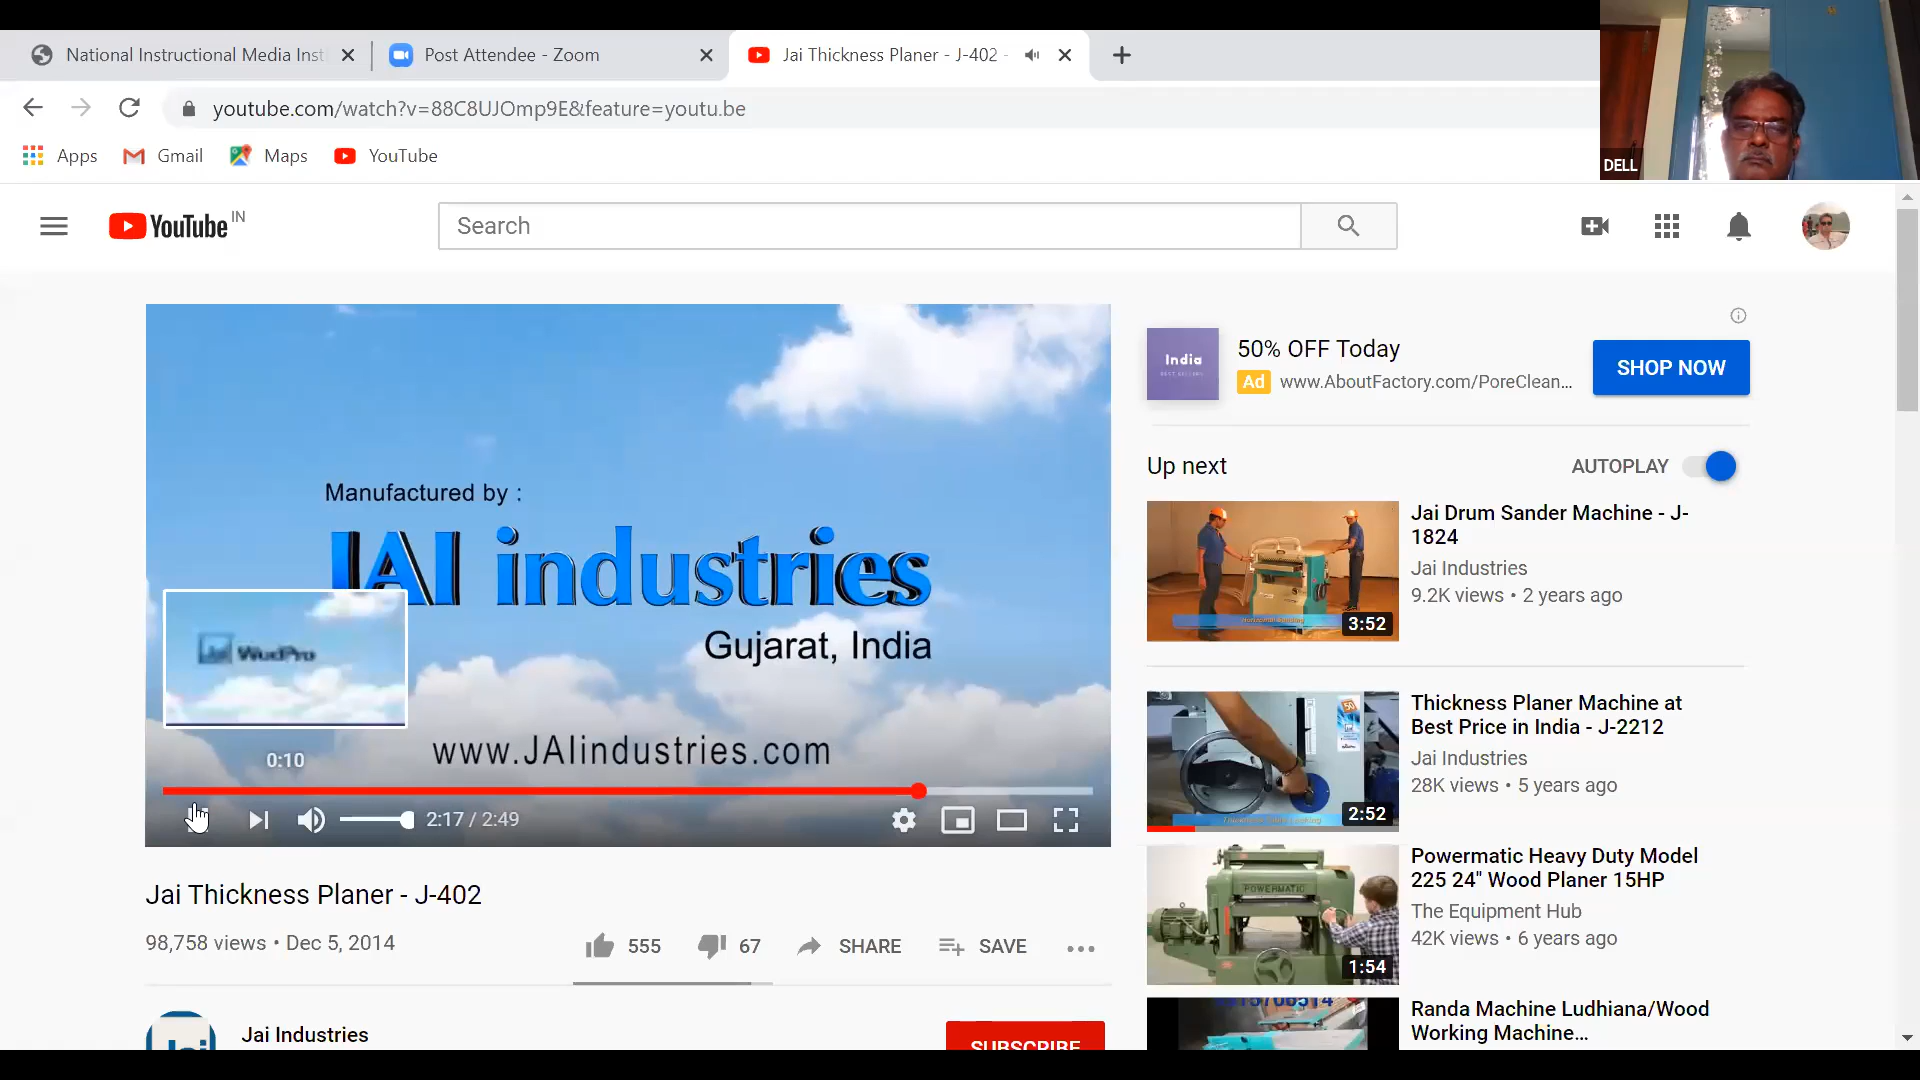 National Instructional Media Inst
Post Attendee - Zoom
Jai Thickness Planer - J-402 -
DELL
youtube.com/watch?v=88C8UJOmp9E&feature=youtu.be
Apps
Gmail
Maps
YouTube
YouTube IN
Search
Manufactured by :
JAI industries
Gujarat, India
www.JAIindustries.com
Jai WudPro
0:10
2:17 / 2:49
Jai Thickness Planer - J-402
98,758 views • Dec 5, 2014
555
67
SHARE
SAVE
Jai
Jai Industries
SUBSCRIBE
India
50% OFF Today
Ad www.AboutFactory.com/PoreClean...
SHOP NOW
Up next
AUTOPLAY
3:52
Jai Drum Sander Machine - J-
1824
Jai Industries
9.2K views • 2 years ago
50
2:52
Thickness Planer Machine at
Best Price in India - J-2212
Jai Industries
28K views • 5 years ago
POWERMATIC
1:54
Powermatic Heavy Duty Model
225 24" Wood Planer 15HP
The Equipment Hub
42K views • 6 years ago
Randa Machine Ludhiana/Wood
Working Machine...